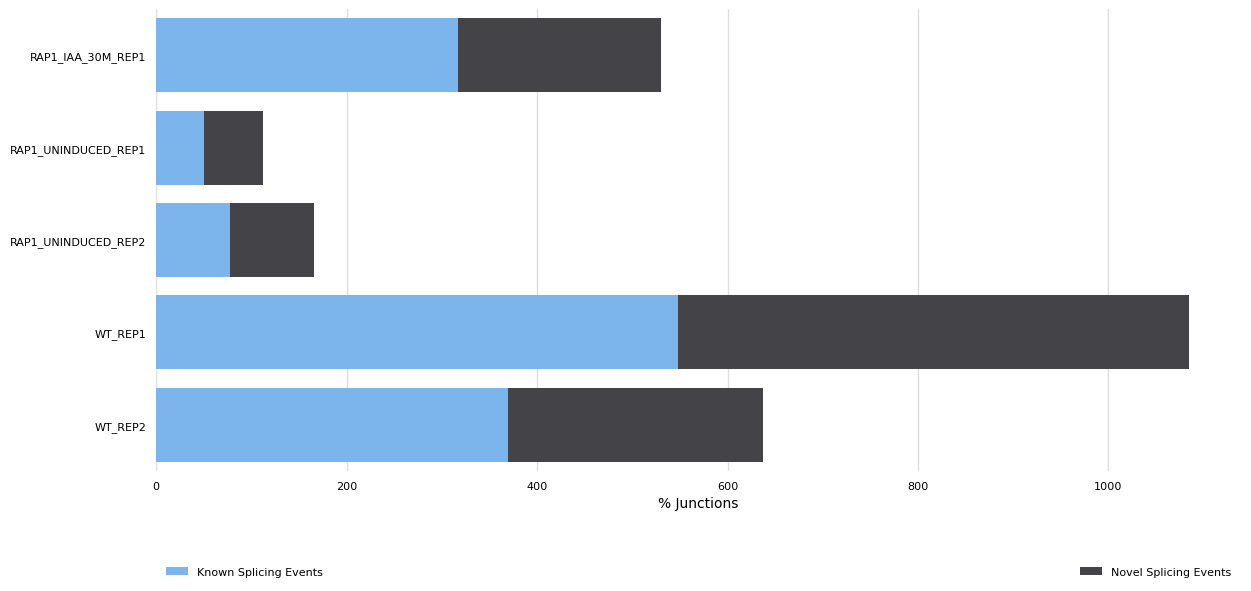 RAP1_IAA_30M_REP1
RAP1_UNINDUCED_REP1
RAP1_UNINDUCED_REP2
WT_REP1
WT_REP2
0 200 400 600 800 1000
% Junctions
Known Splicing Events Novel Splicing Events